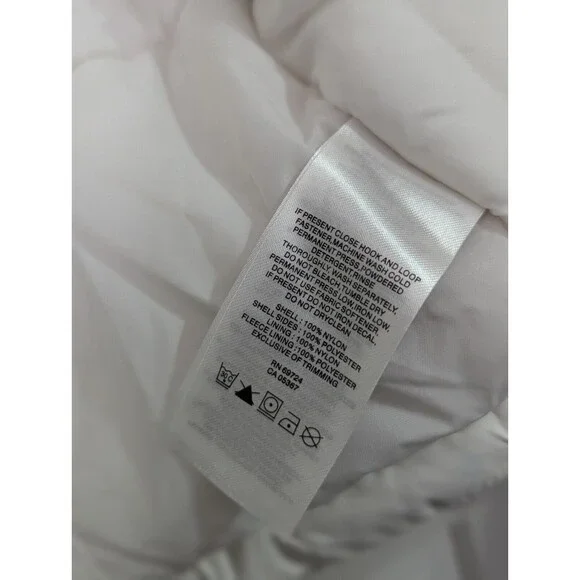 IF PRESENT CLOSE HOOK AND LOOP
FASTENER, MACHINE WASH COLD
PERMANENT PRESS, POWDERED
DETERGENT, RINSE
THOROUGHLY WASH SEPARATELY.
DO NOT BLEACH TUMBLE DRY
PERMANENT PRESS LOW, IRON LOW.
DO NOT USE FABRIC SOFTENER
IF PRESENT DO NOT IRON DECAL.
DO NOT DRYCLEAN
SHELL : 100% NYLON
SHELL SIDES : 100% POLYESTER
LINING : 100% NYLON
FLEECE LINING : 100% POLYESTER
EXCLUSIVE OF TRIMMING
RN 69724
CA 05367